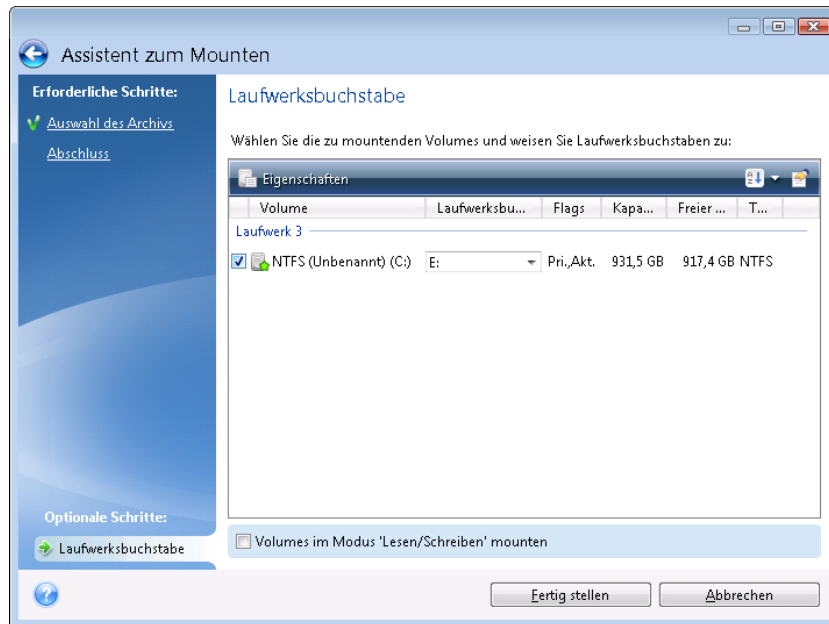 Assistent zum Mounten
Erforderliche Schritte:
Auswahl des Archivs
Abschluss
Optionale Schritte:
Laufwerksbuchstabe
Laufwerksbuchstabe
Wählen Sie die zu mountenden Volumes und weisen Sie Laufwerksbuchstaben zu:
Eigenschaften
Volume Laufwerksbu... Flags Kapa... Freier ... T...
Laufwerk 3
NTFS (Unbenannt) (C:) E: Pri.,Akt. 931,5 GB 917,4 GB NTFS
Volumes im Modus 'Lesen/Schreiben' mounten
Fertig stellen Abbrechen